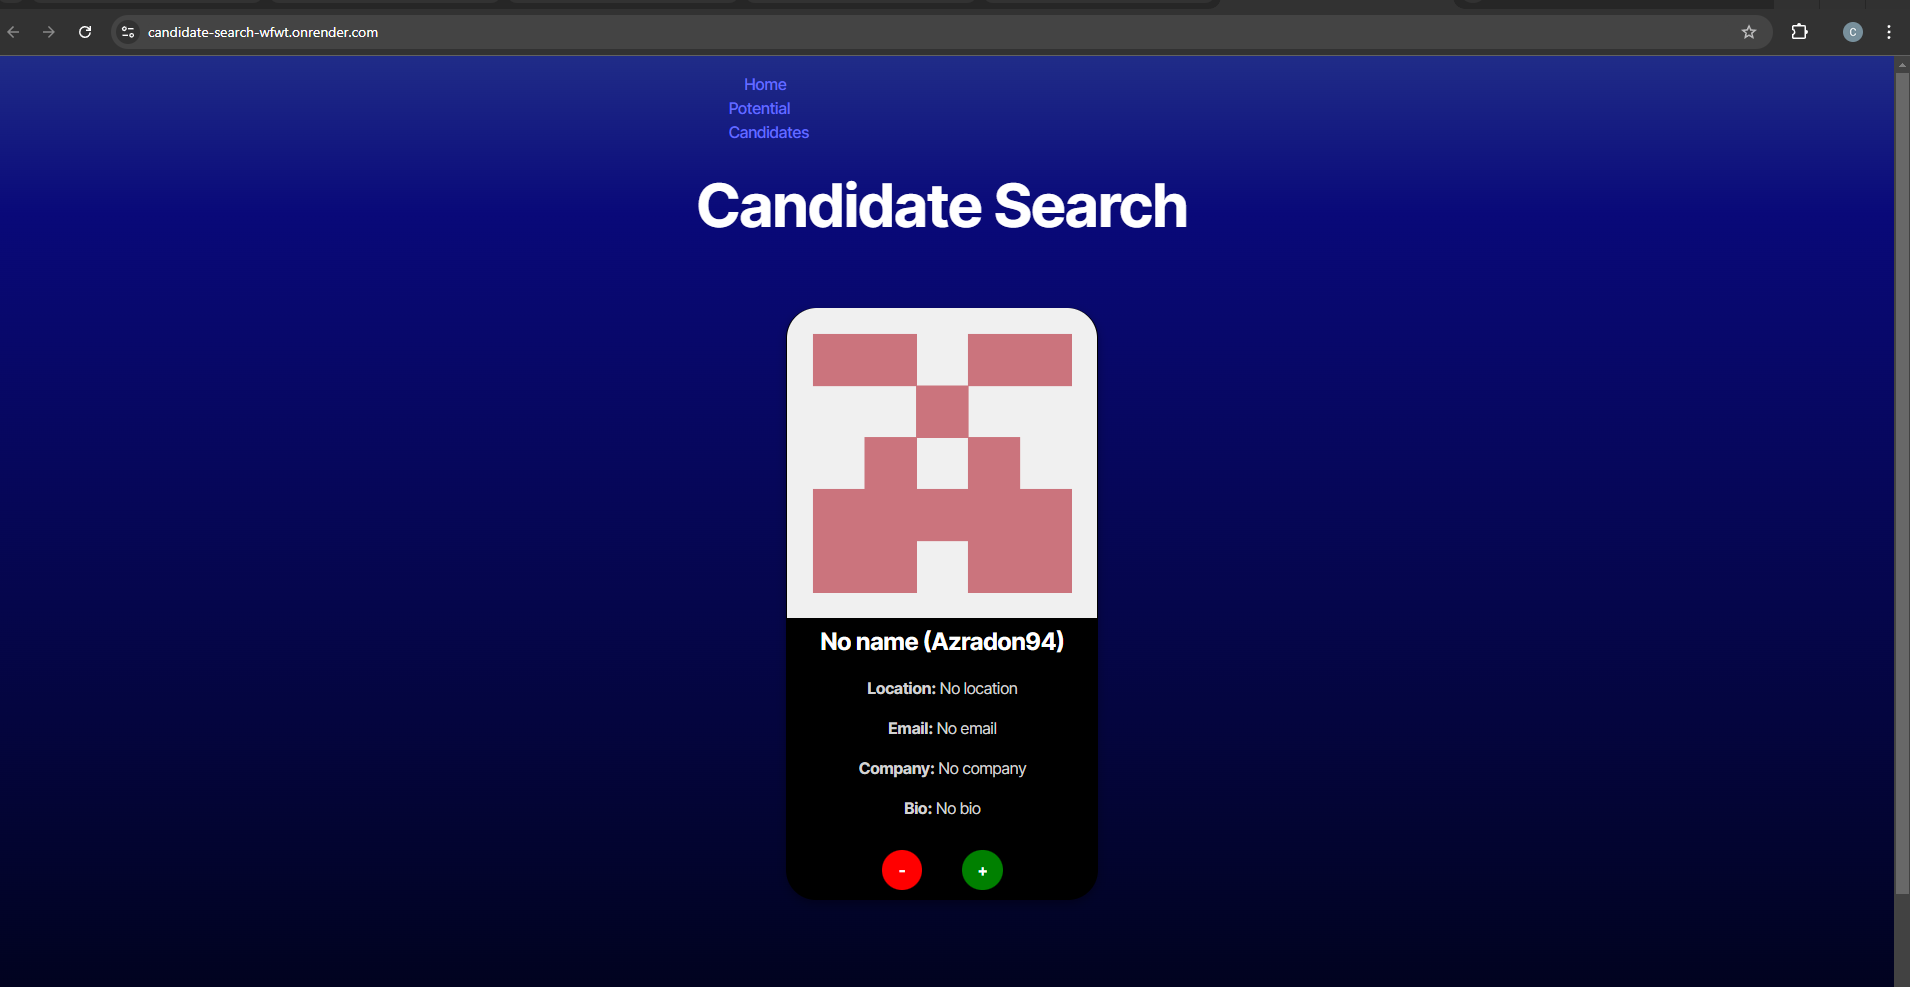 candidate-search-wfwt.onrender.com
C
Home
Potential
Candidates
Candidate Search
No name (Azradon94)
Location: No location
Email: No email
Company: No company
Bio: No bio
- +